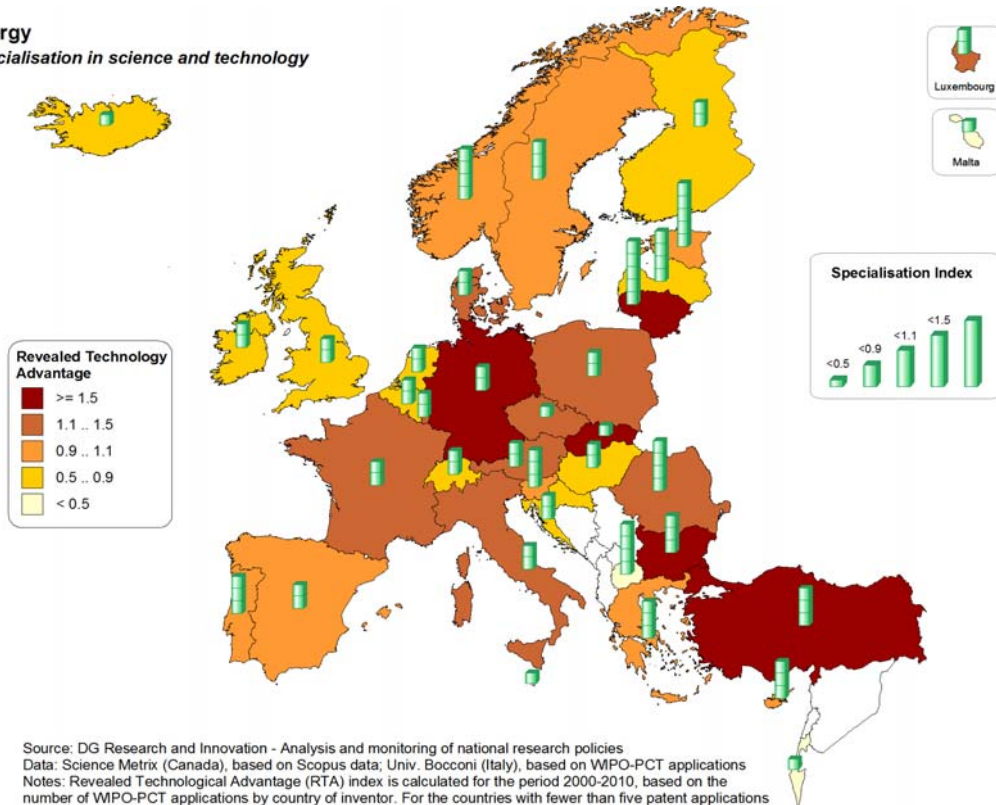 rgy
cialisation in science and technology
Luxembourg
Malta
Specialisation Index
<0.5
<0.9
<1.1
<1.5
Revealed Technology
Advantage
>= 1.5
1.1 .. 1.5
0.9 .. 1.1
0.5 .. 0.9
< 0.5
Source: DG Research and Innovation - Analysis and monitoring of national research policies
Data: Science Metrix (Canada), based on Scopus data; Univ. Bocconi (Italy), based on WIPO-PCT applications
Notes: Revealed Technological Advantage (RTA) index is calculated for the period 2000-2010, based on the
number of WIPO-PCT applications by country of inventor. For the countries with fewer than five patent applications